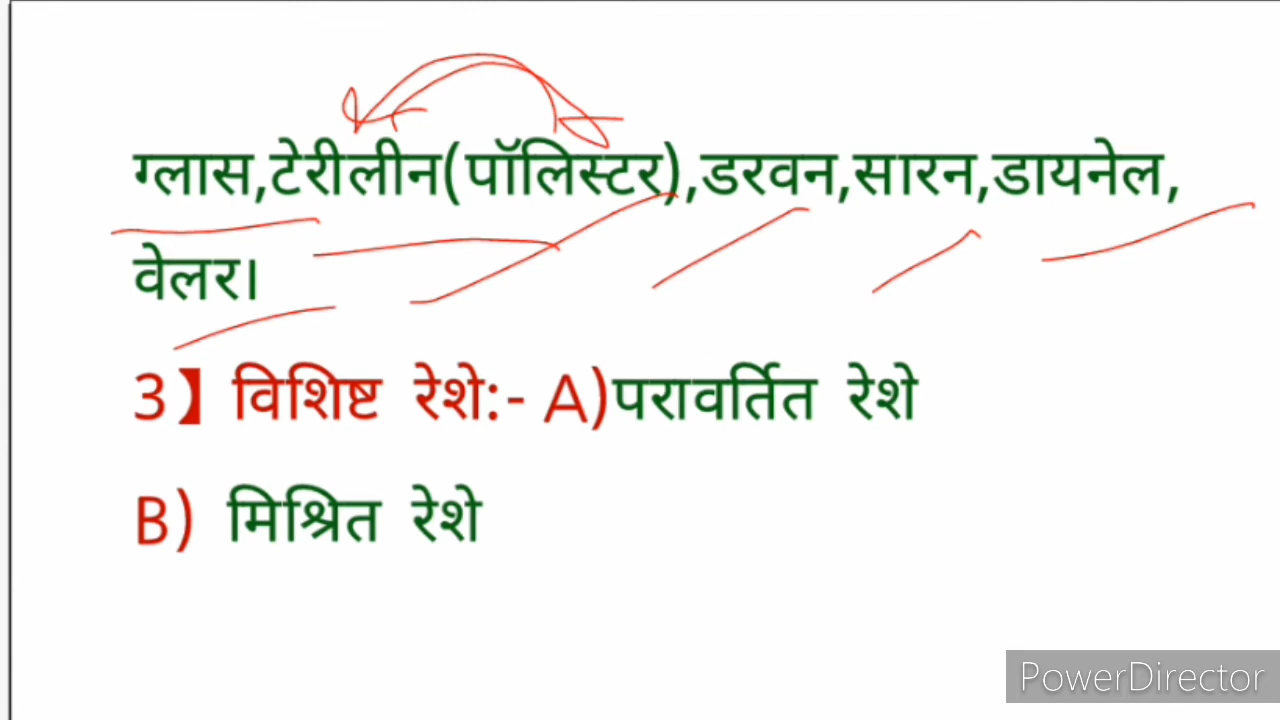 ग्लास,टेरीलीन(पॉलिस्टर),डरवन,सारन,डायनेल,
वेलर।
3】विशिष्ट रेशे:- A)परावर्तित रेशे
B) मिश्रित रेशे
PowerDirector